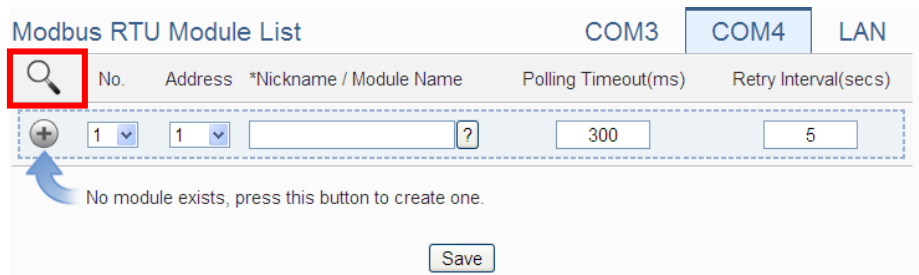 Modbus RTU Module List COM3 COM4 LAN
No. Address *Nickname / Module Name Polling Timeout(ms) Retry Interval(secs)
1 1 ? 300 5
No module exists, press this button to create one.
Save